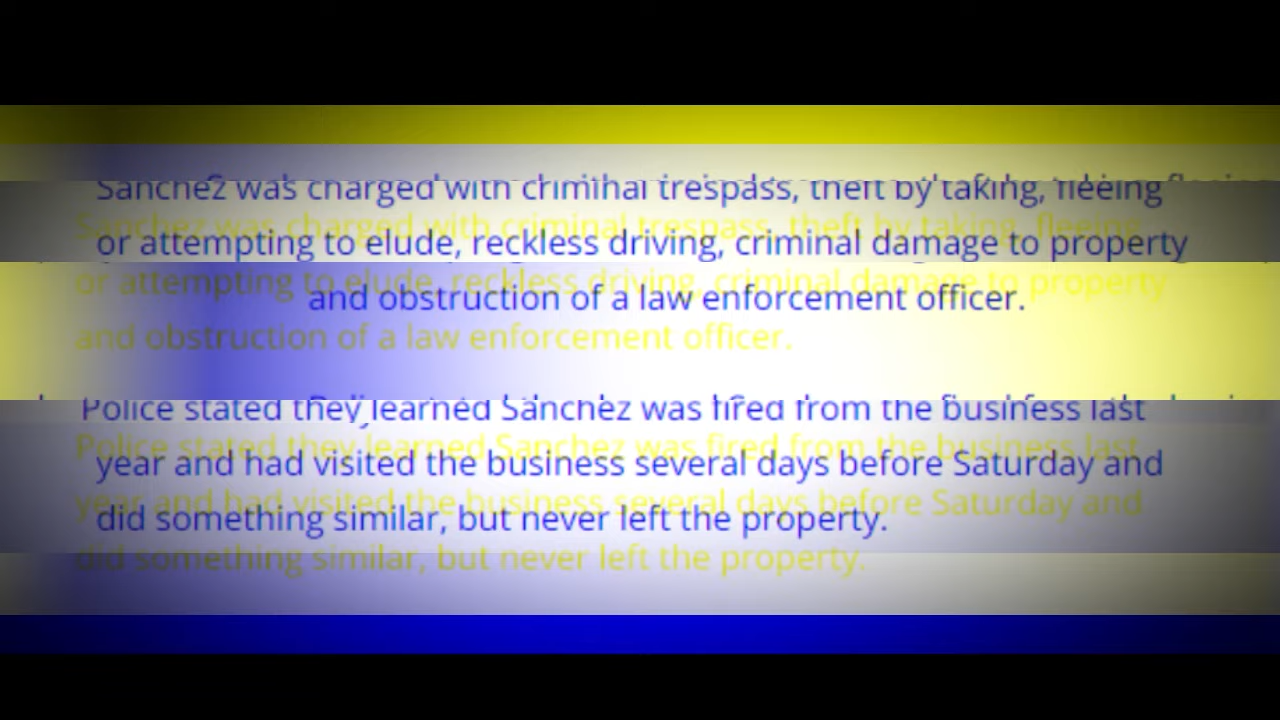 Sanchez was charged with criminal trespass, theft by taking, fleeing
or attempting to elude, reckless driving, criminal damage to property
and obstruction of a law enforcement officer.
Police stated they learned Sanchez was fired from the business last
year and had visited the business several days before Saturday and
did something similar, but never left the property.